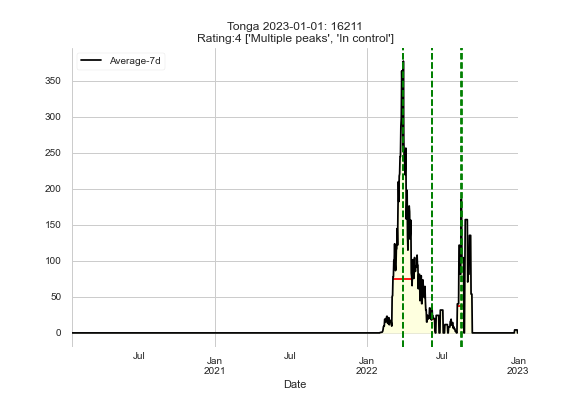 Tonga 2023-01-01: 16211
Rating:4 ['Multiple peaks', 'In control']
Average-7d
350
300
250
200
150
100
50
0
Jul
Jan
2021
Jul
Jan
2022
Jul
Jan
2023
Date